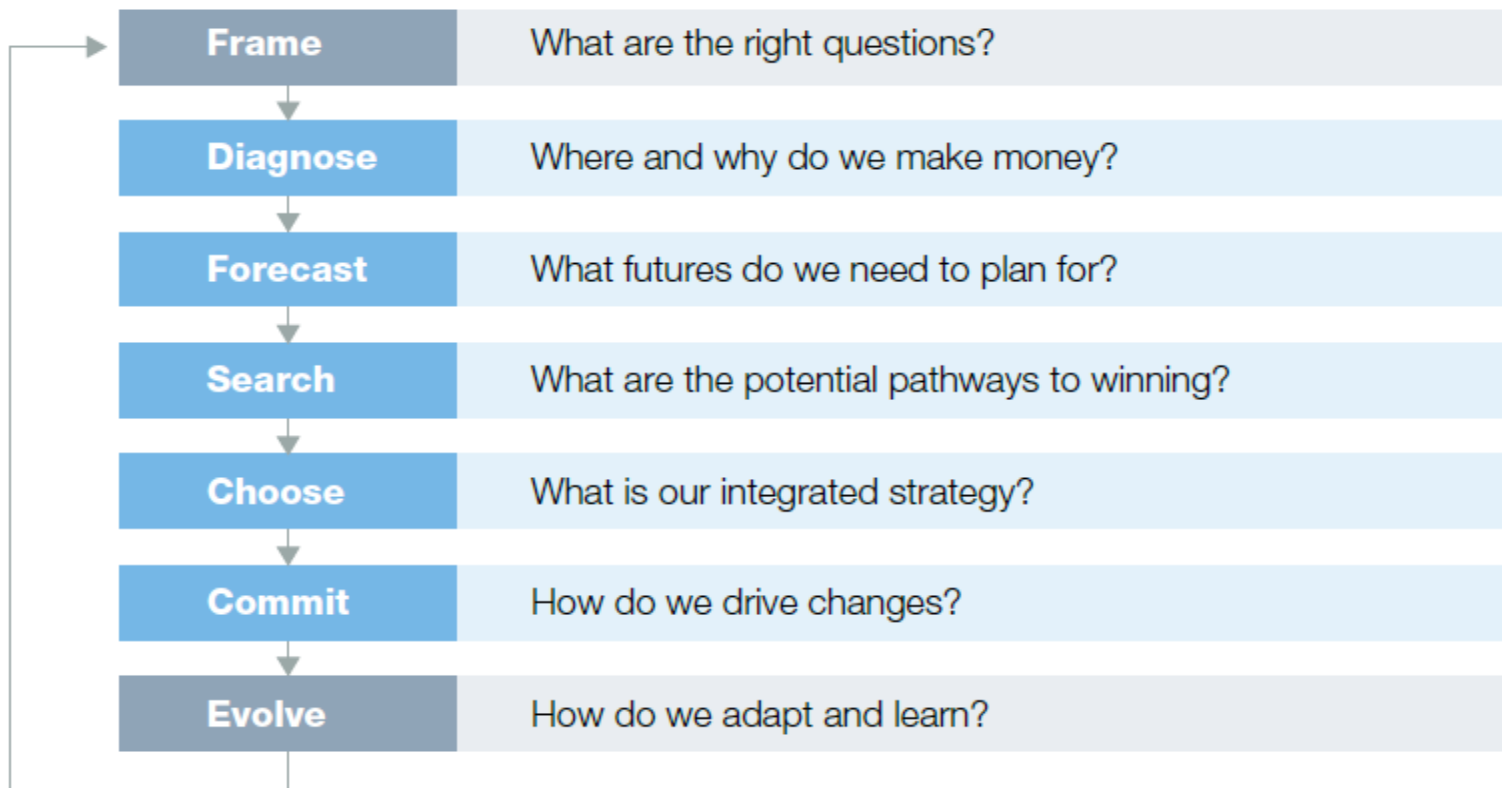 Frame What are the right questions?
Diagnose Where and why do we make money?
Forecast What futures do we need to plan for?
Search What are the potential pathways to winning?
Choose What is our integrated strategy?
Commit How do we drive changes?
Evolve How do we adapt and learn?